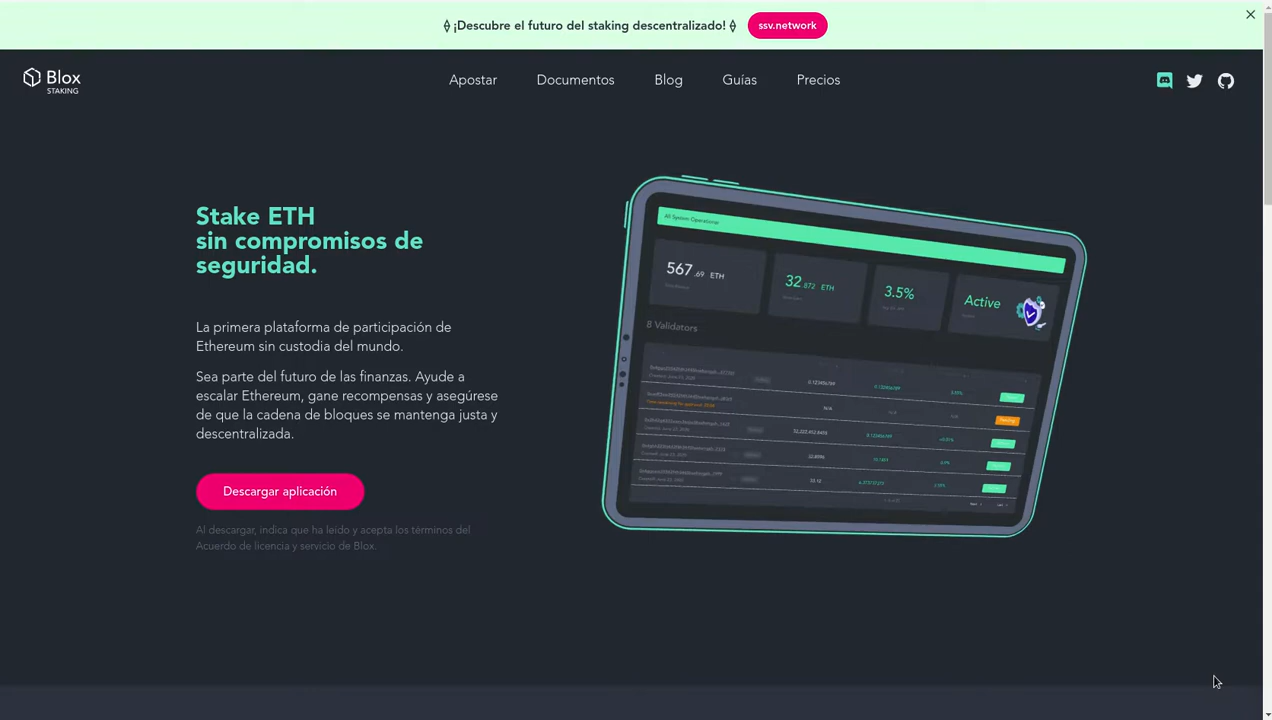 ⟠ ¡Descubre el futuro del staking descentralizado! ⟠ ssv.network
Blox
STAKING
Apostar Documentos Blog Guías Precios
Stake ETH
sin compromisos de
seguridad.
La primera plataforma de participación de
Ethereum sin custodia del mundo.
Sea parte del futuro de las finanzas. Ayude a
escalar Ethereum, gane recompensas y asegúrese
de que la cadena de bloques se mantenga justa y
descentralizada.
Descargar aplicación
Al descargar, indica que ha leído y acepta los términos del
Acuerdo de licencia y servicio de Blox.
All System Operational
567.69 ETH
32.872 ETH
3.5%
Active
8 Validators